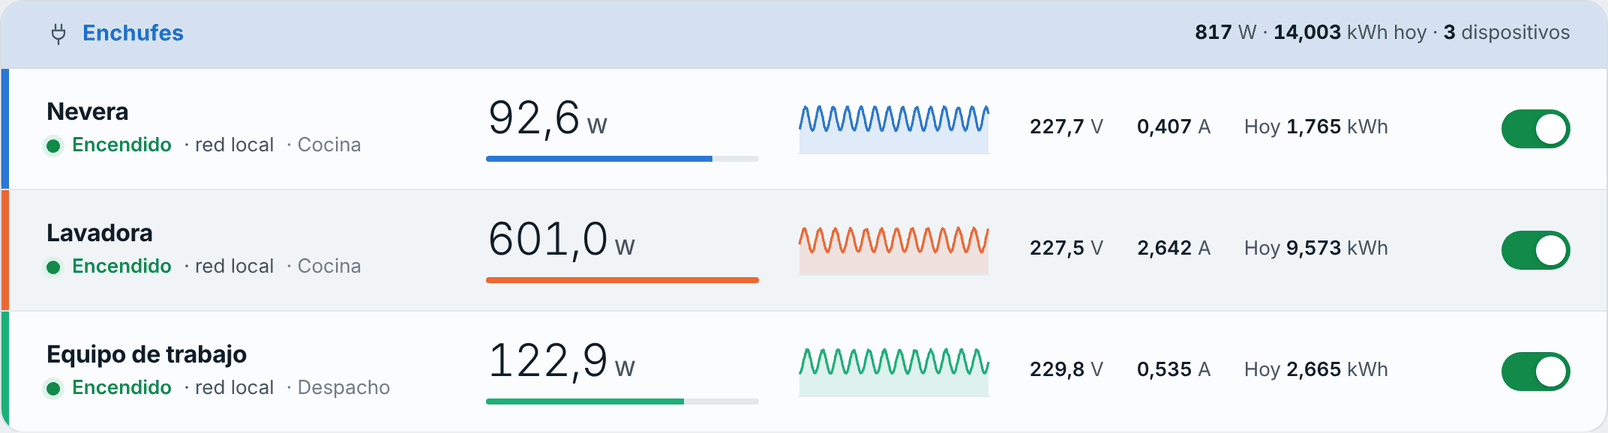 Enchufes
817 W · 14,003 kWh hoy · 3 dispositivos
Nevera
Encendido · red local · Cocina
92,6 W
227,7 V 0,407 A Hoy 1,765 kWh
Lavadora
Encendido · red local · Cocina
601,0 W
227,5 V 2,642 A Hoy 9,573 kWh
Equipo de trabajo
Encendido · red local · Despacho
122,9 W
229,8 V 0,535 A Hoy 2,665 kWh